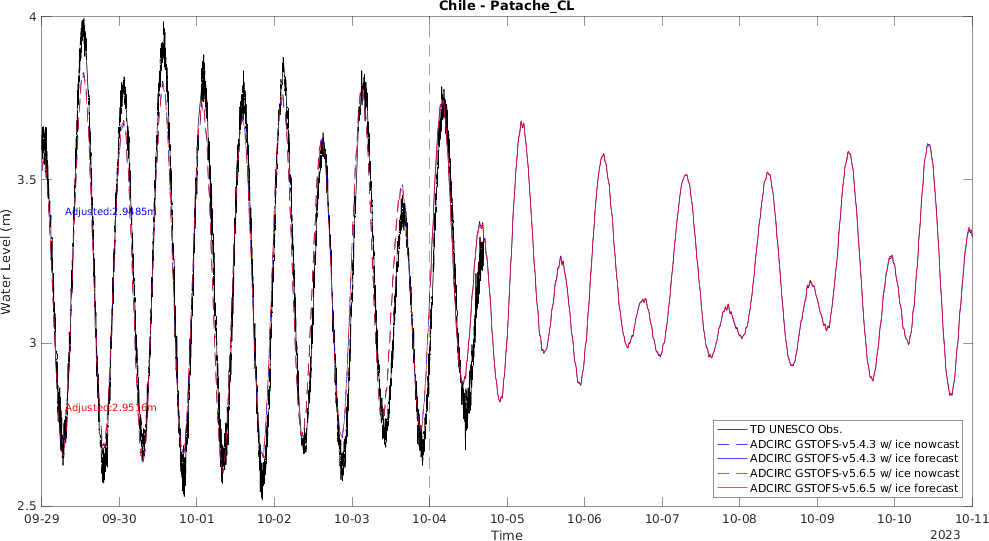 Chile - Patache_CL
Water Level (m)
4
3.5
3
2.5
Adjusted:2.9485m
Adjusted:2.9516m
TD UNESCO Obs.
ADCIRC GSTOFS-v5.4.3 w/ ice nowcast
ADCIRC GSTOFS-v5.4.3 w/ ice forecast
ADCIRC GSTOFS-v5.6.5 w/ ice nowcast
ADCIRC GSTOFS-v5.6.5 w/ ice forecast
09-29 09-30 10-01 10-02 10-03 10-04 10-05 10-06 10-07 10-08 10-09 10-10 10-11
Time
2023